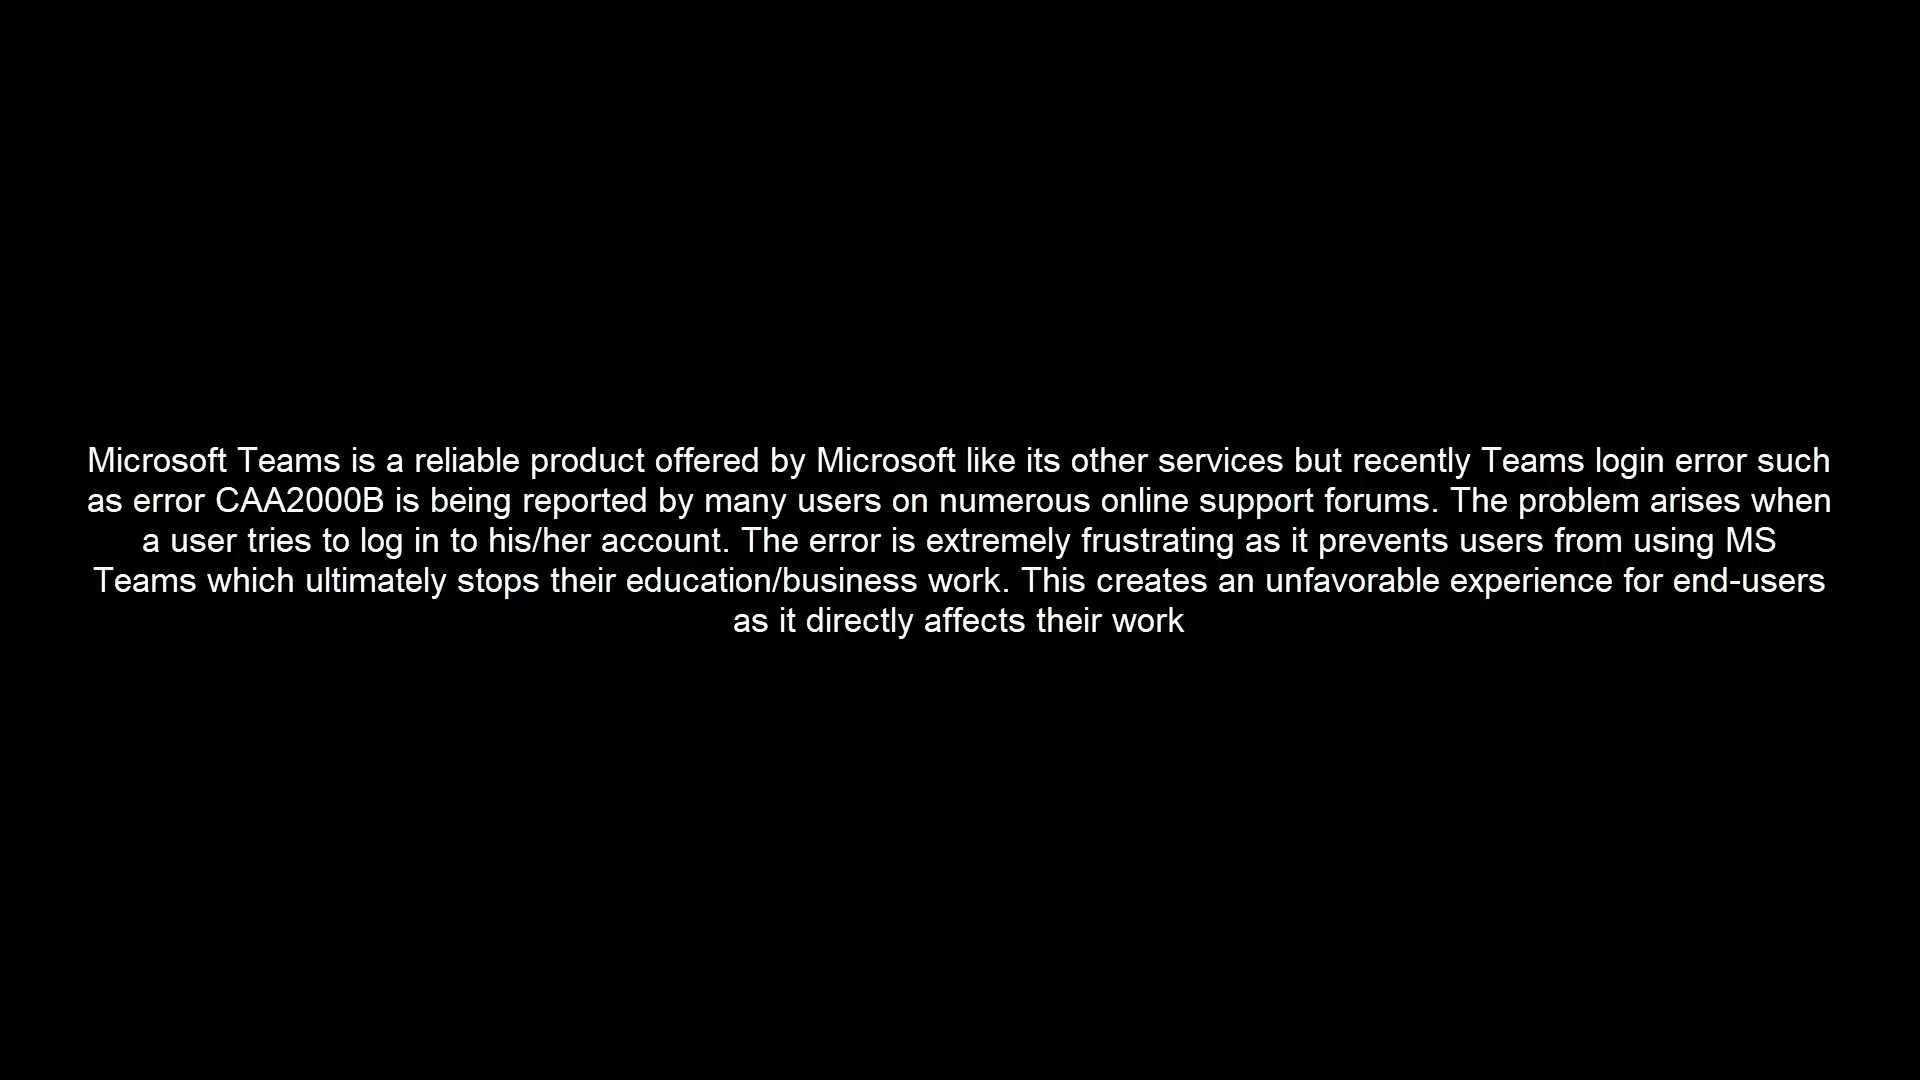 Microsoft Teams is a reliable product offered by Microsoft like its other services but recently Teams login error such
as error CAA2000B is being reported by many users on numerous online support forums. The problem arises when
a user tries to log in to his/her account. The error is extremely frustrating as it prevents users from using MS
Teams which ultimately stops their education/business work. This creates an unfavorable experience for end-users
as it directly affects their work